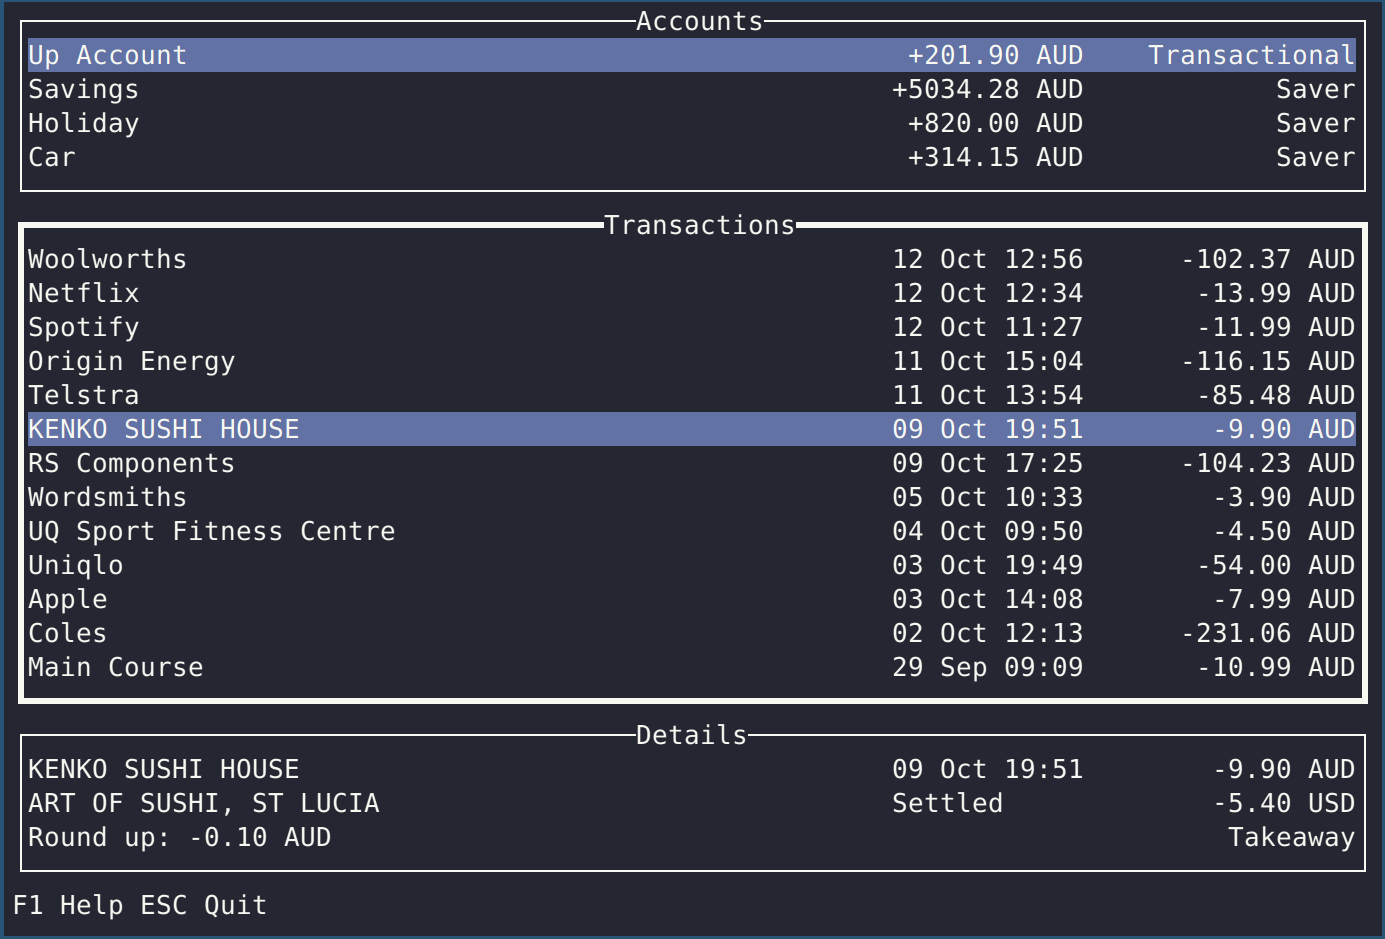 Accounts
Up Account +201.90 AUD Transactional
Savings +5034.28 AUD Saver
Holiday +820.00 AUD Saver
Car +314.15 AUD Saver
Transactions
Woolworths 12 Oct 12:56 -102.37 AUD
Netflix 12 Oct 12:34 -13.99 AUD
Spotify 12 Oct 11:27 -11.99 AUD
Origin Energy 11 Oct 15:04 -116.15 AUD
Telstra 11 Oct 13:54 -85.48 AUD
KENKO SUSHI HOUSE 09 Oct 19:51 -9.90 AUD
RS Components 09 Oct 17:25 -104.23 AUD
Wordsmiths 05 Oct 10:33 -3.90 AUD
UQ Sport Fitness Centre 04 Oct 09:50 -4.50 AUD
Uniqlo 03 Oct 19:49 -54.00 AUD
Apple 03 Oct 14:08 -7.99 AUD
Coles 02 Oct 12:13 -231.06 AUD
Main Course 29 Sep 09:09 -10.99 AUD
Details
KENKO SUSHI HOUSE 09 Oct 19:51 -9.90 AUD
ART OF SUSHI, ST LUCIA Settled -5.40 USD
Round up: -0.10 AUD Takeaway
F1 Help ESC Quit